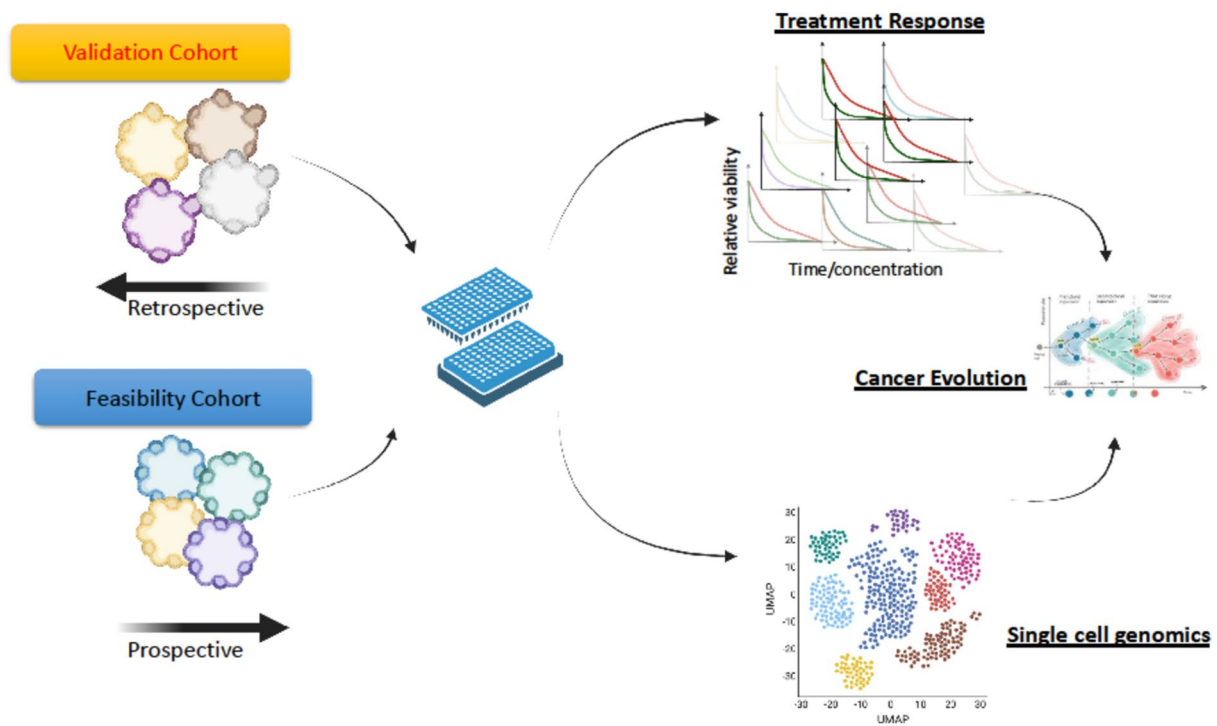 Validation Cohort
Retrospective
Feasibility Cohort
Prospective
Treatment Response
Relative viability
Time/concentration
Cancer Evolution
30
20
10
0
-10
-20
-30
UMAP
-30
-20
-10
0
10
20
30
UMAP
Single cell genomics